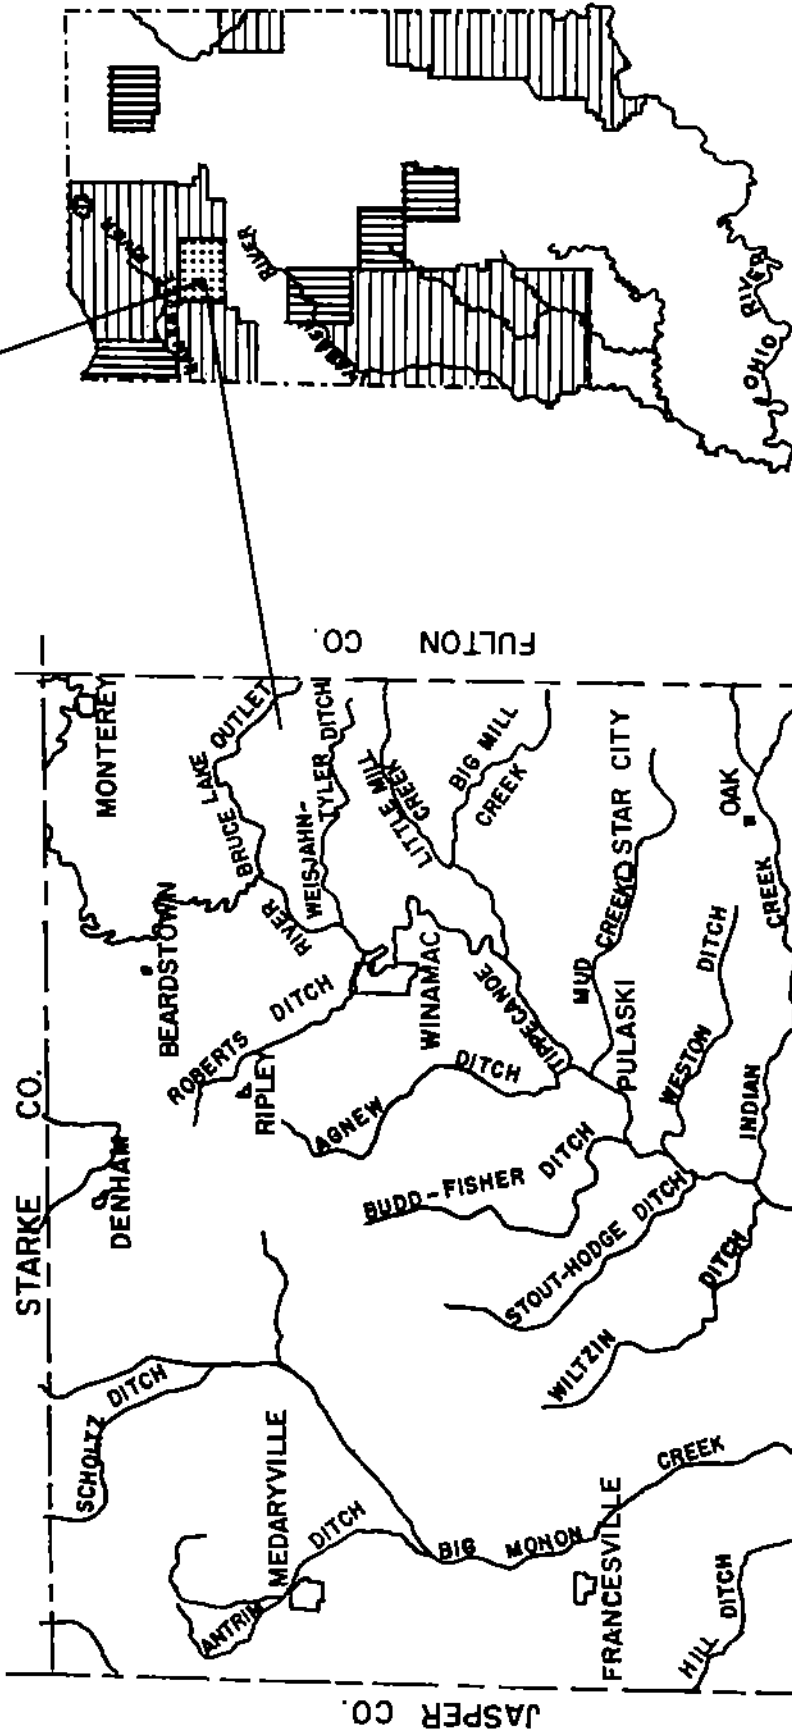 STARKE CO.
FULTON CO.
JASPER CO.
MONTEREY
BEARDSTOWN
DENHAM
SCHOLTZ DITCH
BRUCE LAKE OUTLET
WEISJAHN-TYLER DITCH
RIVER
ROBERTS DITCH
RIPLEY
WINAMAC
LITTLE MILL CREEK
BIG MILL CREEK
AGNEW DITCH
TIPPECANOE
MEDARYVILLE
ANTRIM DITCH
BUDD-FISHER DITCH
MUD CREEK
STAR CITY
PULASKI
STOUT-HODGE DITCH
WESTON DITCH
OAK
INDIAN CREEK
WILTZIN DITCH
BIG MONON CREEK
FRANCESVILLE
HILL DITCH
RIVER
WABASH
RIVER
OHIO RIVER